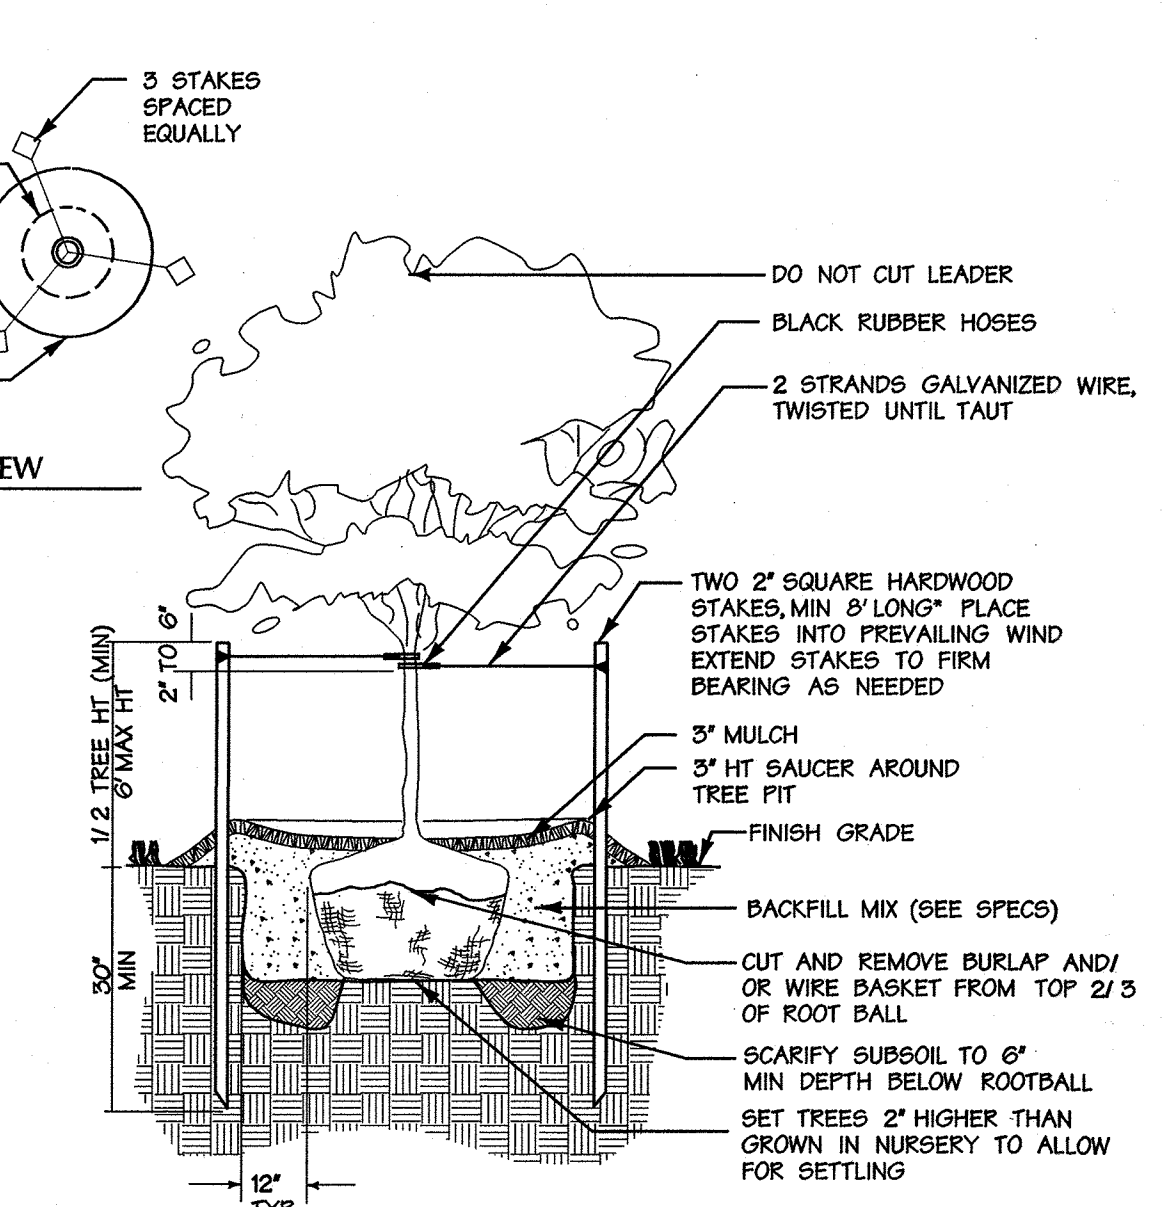 3 STAKES
SPACED
EQUALLY
DO NOT CUT LEADER
BLACK RUBBER HOSES
2 STRANDS GALVANIZED WIRE,
TWISTED UNTIL TAUT
EW
TWO 2" SQUARE HARDWOOD
STAKES, MIN 8' LONG* PLACE
STAKES INTO PREVAILING WIND
EXTEND STAKES TO FIRM
BEARING AS NEEDED
2" TO 6"
1/2 TREE HT (MIN)
6' MAX HT
3" MULCH
3" HT SAUCER AROUND
TREE PIT
FINISH GRADE
BACKFILL MIX (SEE SPECS)
30"
MIN
CUT AND REMOVE BURLAP AND/
OR WIRE BASKET FROM TOP 2/3
OF ROOT BALL
SCARIFY SUBSOIL TO 6"
MIN DEPTH BELOW ROOTBALL
SET TREES 2" HIGHER THAN
GROWN IN NURSERY TO ALLOW
FOR SETTLING
12"
TYP